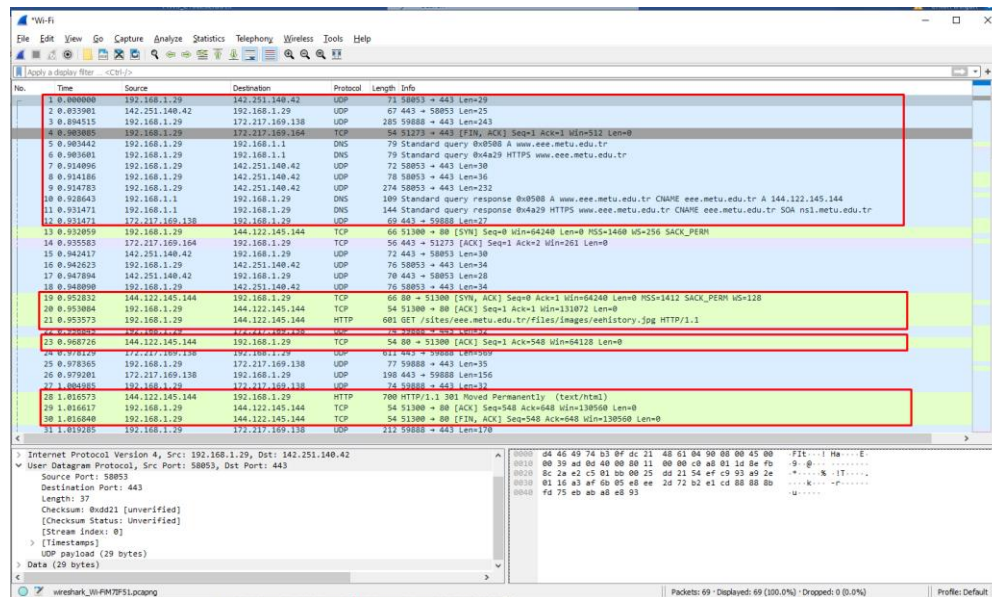 *Wi-Fi
File Edit View Go Capture Analyze Statistics Telephony Wireless Tools Help
Apply a display filter ... <Ctrl-/>
No. Time Source Destination Protocol Length Info
1 0.000000 192.168.1.29 142.251.140.42 UDP 71 58053 → 443 Len=29
2 0.033901 142.251.140.42 192.168.1.29 UDP 67 443 → 58053 Len=25
3 0.894515 192.168.1.29 172.217.169.138 UDP 285 59888 → 443 Len=243
4 0.903085 192.168.1.29 172.217.169.164 TCP 54 51273 → 443 [FIN, ACK] Seq=1 Ack=1 Win=512 Len=0
5 0.903442 192.168.1.29 192.168.1.1 DNS 79 Standard query 0x0508 A www.eee.metu.edu.tr
6 0.903601 192.168.1.29 192.168.1.1 DNS 79 Standard query 0x4a29 HTTPS www.eee.metu.edu.tr
7 0.914096 192.168.1.29 142.251.140.42 UDP 72 58053 → 443 Len=30
8 0.914186 192.168.1.29 142.251.140.42 UDP 78 58053 → 443 Len=36
9 0.914783 192.168.1.29 142.251.140.42 UDP 274 58053 → 443 Len=232
10 0.928643 192.168.1.1 192.168.1.29 DNS 109 Standard query response 0x0508 A www.eee.metu.edu.tr CNAME eee.metu.edu.tr A 144.122.145.144
11 0.931471 192.168.1.1 192.168.1.29 DNS 144 Standard query response 0x4a29 HTTPS www.eee.metu.edu.tr CNAME eee.metu.edu.tr SOA ns1.metu.edu.tr
12 0.931471 172.217.169.138 192.168.1.29 UDP 69 443 → 59888 Len=27
13 0.932059 192.168.1.29 144.122.145.144 TCP 66 51300 → 80 [SYN] Seq=0 Win=64240 Len=0 MSS=1460 WS=256 SACK_PERM
14 0.935583 172.217.169.164 192.168.1.29 TCP 56 443 → 51273 [ACK] Seq=1 Ack=2 Win=261 Len=0
15 0.942417 142.251.140.42 192.168.1.29 UDP 72 443 → 58053 Len=30
16 0.942623 192.168.1.29 142.251.140.42 UDP 76 58053 → 443 Len=34
17 0.947894 142.251.140.42 192.168.1.29 UDP 70 443 → 58053 Len=28
18 0.948090 192.168.1.29 142.251.140.42 UDP 76 58053 → 443 Len=34
19 0.952832 144.122.145.144 192.168.1.29 TCP 66 80 → 51300 [SYN, ACK] Seq=0 Ack=1 Win=64240 Len=0 MSS=1412 SACK_PERM WS=128
20 0.953084 192.168.1.29 144.122.145.144 TCP 54 51300 → 80 [ACK] Seq=1 Ack=1 Win=131072 Len=0
21 0.953573 192.168.1.29 144.122.145.144 HTTP 601 GET /sites/eee.metu.edu.tr/files/images/eehistory.jpg HTTP/1.1
192.168.1.29 172.217.169.138 UDP 74 59888 → 443 Len=32
23 0.968726 144.122.145.144 192.168.1.29 TCP 54 80 → 51300 [ACK] Seq=1 Ack=548 Win=64128 Len=0
24 0.978129 172.217.169.138 192.168.1.29 UDP 611 443 → 59888 Len=569
25 0.978365 192.168.1.29 172.217.169.138 UDP 77 59888 → 443 Len=35
26 0.979201 172.217.169.138 192.168.1.29 UDP 198 443 → 59888 Len=156
27 1.004985 192.168.1.29 172.217.169.138 UDP 74 59888 → 443 Len=32
28 1.016573 144.122.145.144 192.168.1.29 HTTP 700 HTTP/1.1 301 Moved Permanently (text/html)
29 1.016617 192.168.1.29 144.122.145.144 TCP 54 51300 → 80 [ACK] Seq=548 Ack=648 Win=130560 Len=0
30 1.016840 192.168.1.29 144.122.145.144 TCP 54 51300 → 80 [FIN, ACK] Seq=548 Ack=648 Win=130560 Len=0
31 1.019285 192.168.1.29 172.217.169.138 UDP 212 59888 → 443 Len=170
Internet Protocol Version 4, Src: 192.168.1.29, Dst: 142.251.140.42
User Datagram Protocol, Src Port: 58053, Dst Port: 443
Source Port: 58053
Destination Port: 443
Length: 37
Checksum: 0xdd21 [unverified]
[Checksum Status: Unverified]
[Stream index: 0]
[Timestamps]
UDP payload (29 bytes)
Data (29 bytes)
0000 d4 46 49 74 b3 0f dc 21 48 61 04 90 08 00 45 00 ·FIt···! Ha····E·
0010 00 39 ad 0d 40 00 80 11 00 00 c0 a8 01 1d 8e fb ·9··@··· ········
0020 8c 2a e2 c5 01 bb 00 25 dd 21 54 ef c9 93 a9 2e ·*·····% ·!T····.
0030 01 16 a3 af 6b 05 e8 ee 2d 72 b2 e1 cd 88 88 8b ····k··· -r······
0040 fd 75 eb ab a8 e8 93 ·u·····
wireshark_Wi-FiM7IF51.pcapng
Packets: 69 · Displayed: 69 (100.0%) · Dropped: 0 (0.0%)
Profile: Default